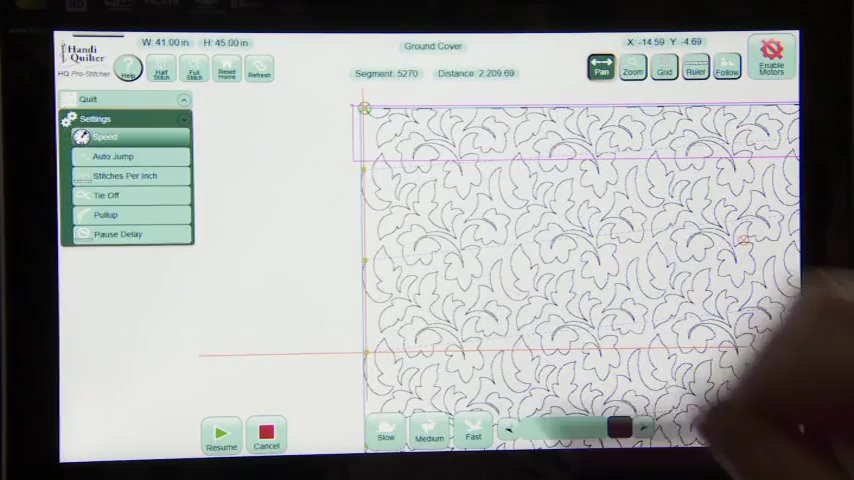 W: 41.00 in H: 45.00 in
Ground Cover
X: -14.59 Y: -4.69
Handi
Quilter
HQ Pro-Stitcher
Help
Half
Stitch
Full
Stitch
Reset
Home
Refresh
Segment: 5270 Distance: 2,209.69
Pan
Zoom
Grid
Ruler
Follow
Enable
Motors
Quilt
Settings
Speed
Auto Jump
Stitches Per Inch
Tie Off
Pullup
Pause Delay
Resume
Cancel
Slow
Medium
Fast